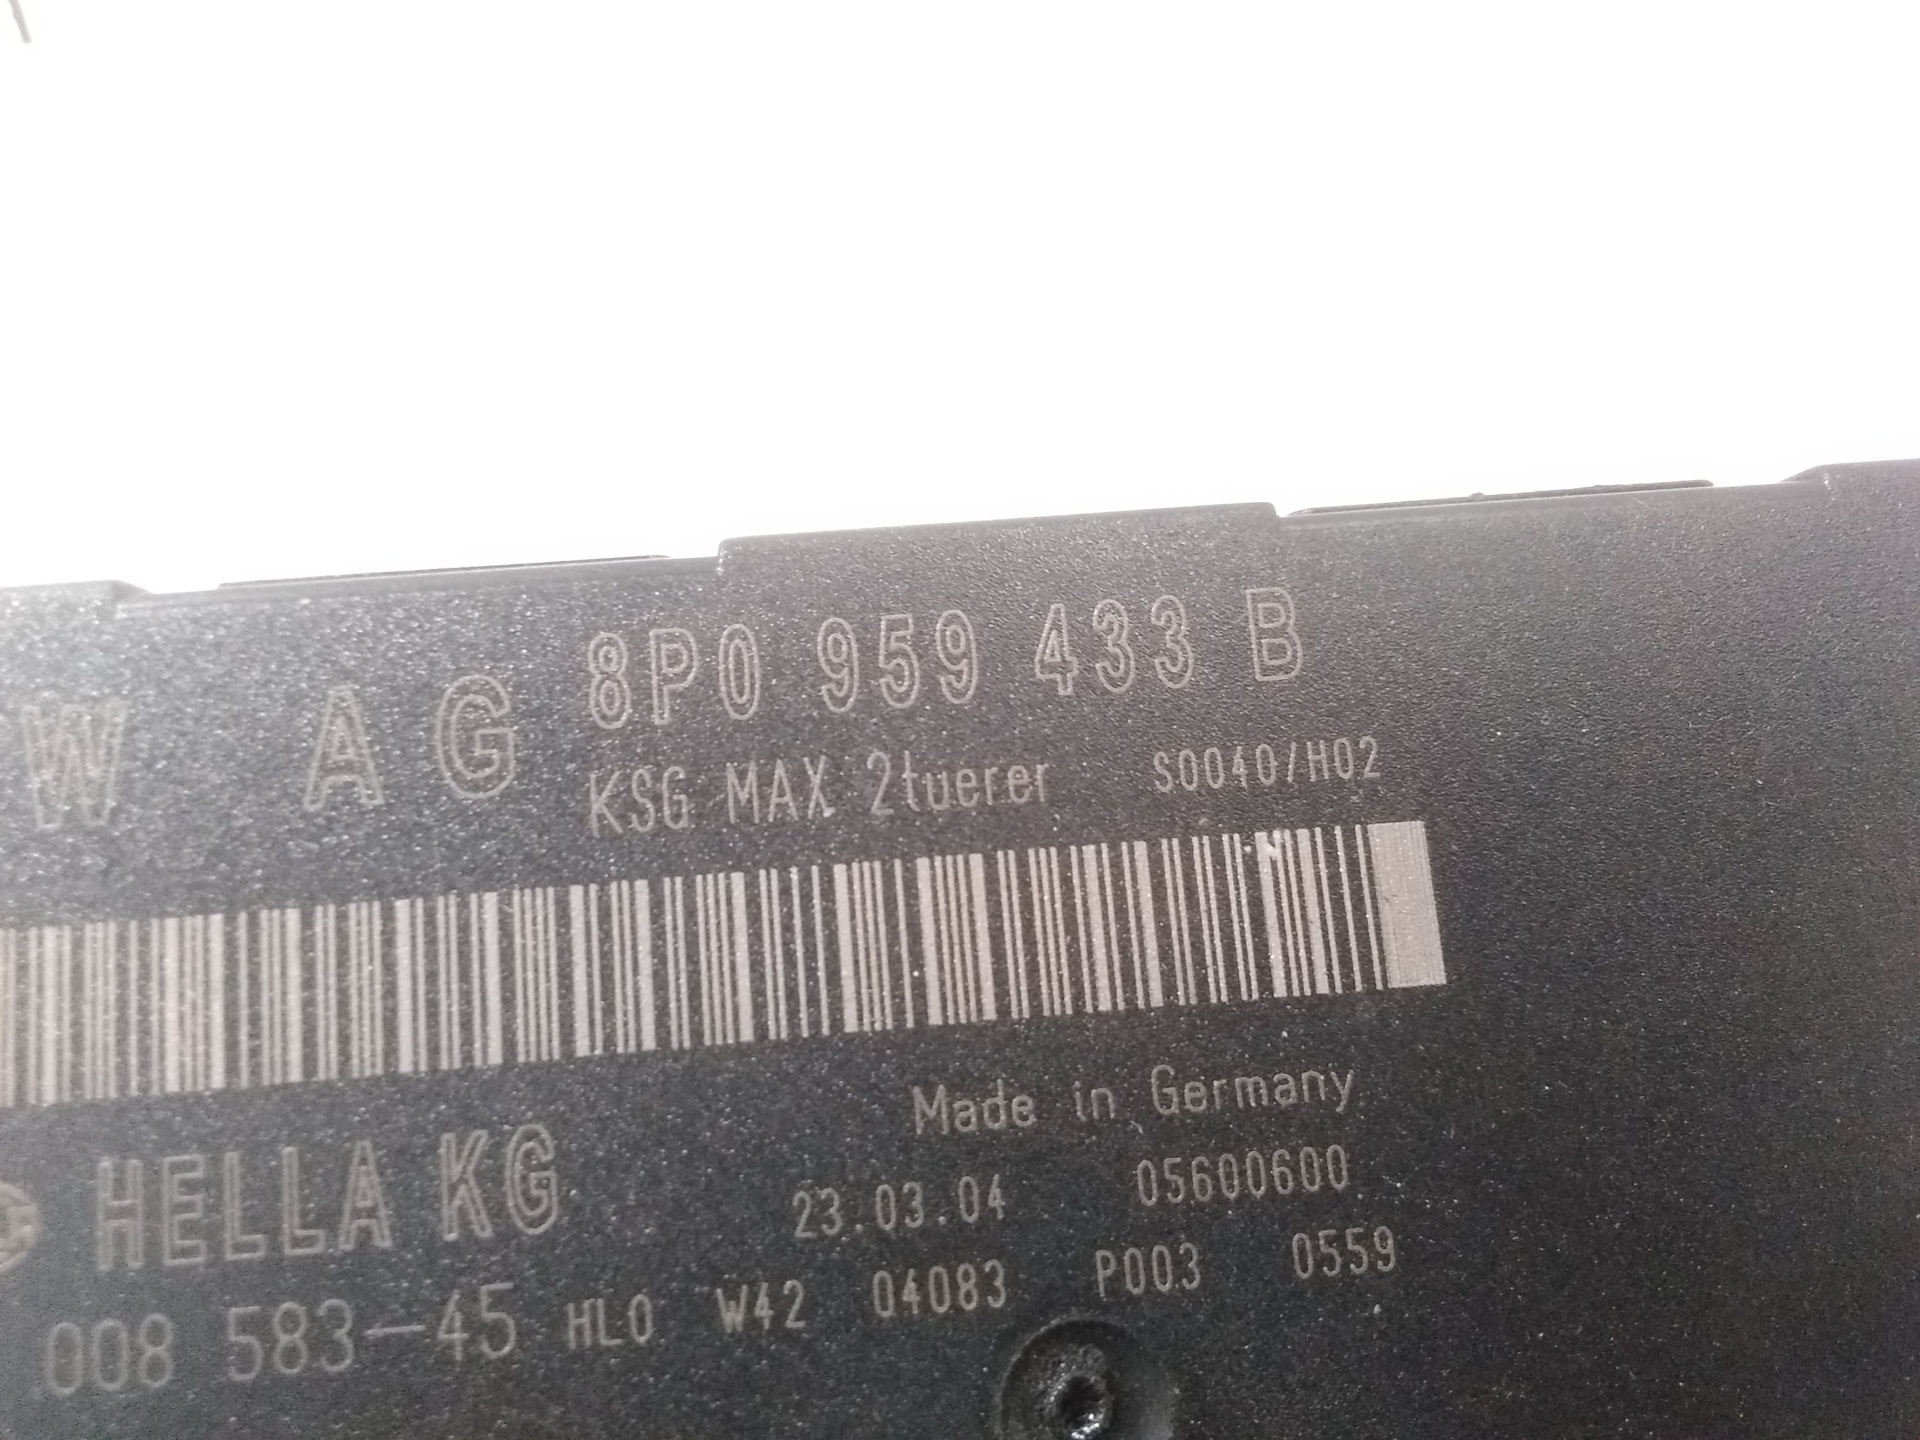 W AG 8P0 959 433 B
KSG MAX 2tuerer S0040/H02
Made in Germany
HELLA KG 23.03.04 05600600
.008 583-45 HL0 W42 04083 P003 0559